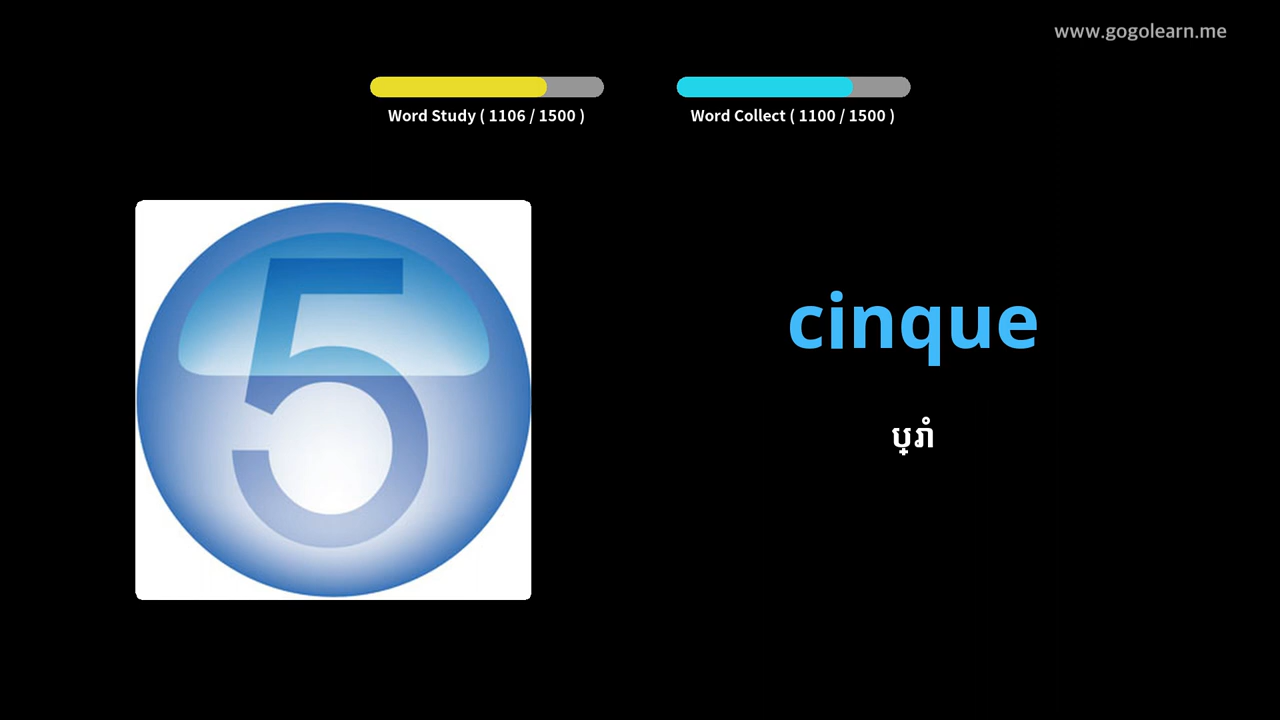 www.gogolearn.me
Word Study ( 1106 / 1500 )
Word Collect ( 1100 / 1500 )
5
cinque
ប្រាំ